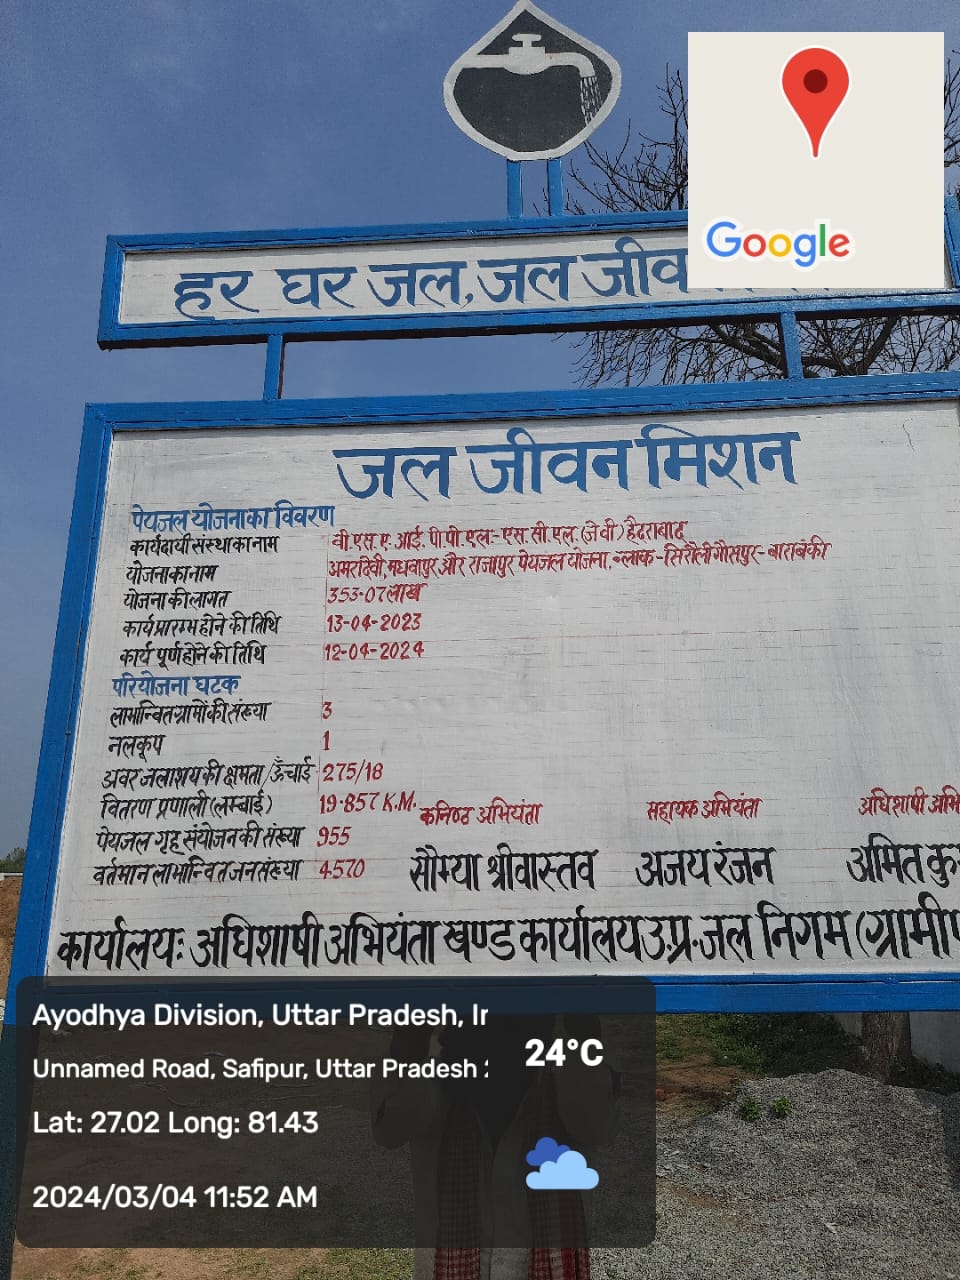 Google
हर घर जल, जल जीव
जल जीवन मिशन
पेयजल योजना का विवरण
कार्यदायी संस्था का नाम वी.एस.ए.आई.पी.पी.एल.-एस.सी.एल.(जे वी) हैदराबाद
योजना का नाम अमरदिवी, मधवापुर और राजापुर पेयजल योजना, ब्लाक-सिरौली गौसपुर-बाराबंकी
योजना की लागत 353.07 लाख
कार्य प्रारम्भ होने की तिथि 13-04-2023
कार्य पूर्ण होने की तिथि 12-04-2024
परियोजना घटक
लाभान्वित ग्रामों की संख्या 3
नलकूप 1
अवर जलाशय की क्षमता/ऊँचाई 275/18
वितरण प्रणाली (लम्बाई) 19.857 K.M.
पेयजल गृह संयोजन की संख्या 955
वर्तमान लाभान्वित जनसंख्या 4570
कनिष्ठ अभियंता सहायक अभियंता अधिशाषी अभि
सौम्या श्रीवास्तव अजय रंजन अमित कु
कार्यालयः अधिशाषी अभियंता खण्ड कार्यालय उ.प्र. जल निगम (ग्रामीण
Ayodhya Division, Uttar Pradesh, In
Unnamed Road, Safipur, Uttar Pradesh
24°C
Lat: 27.02 Long: 81.43
2024/03/04 11:52 AM